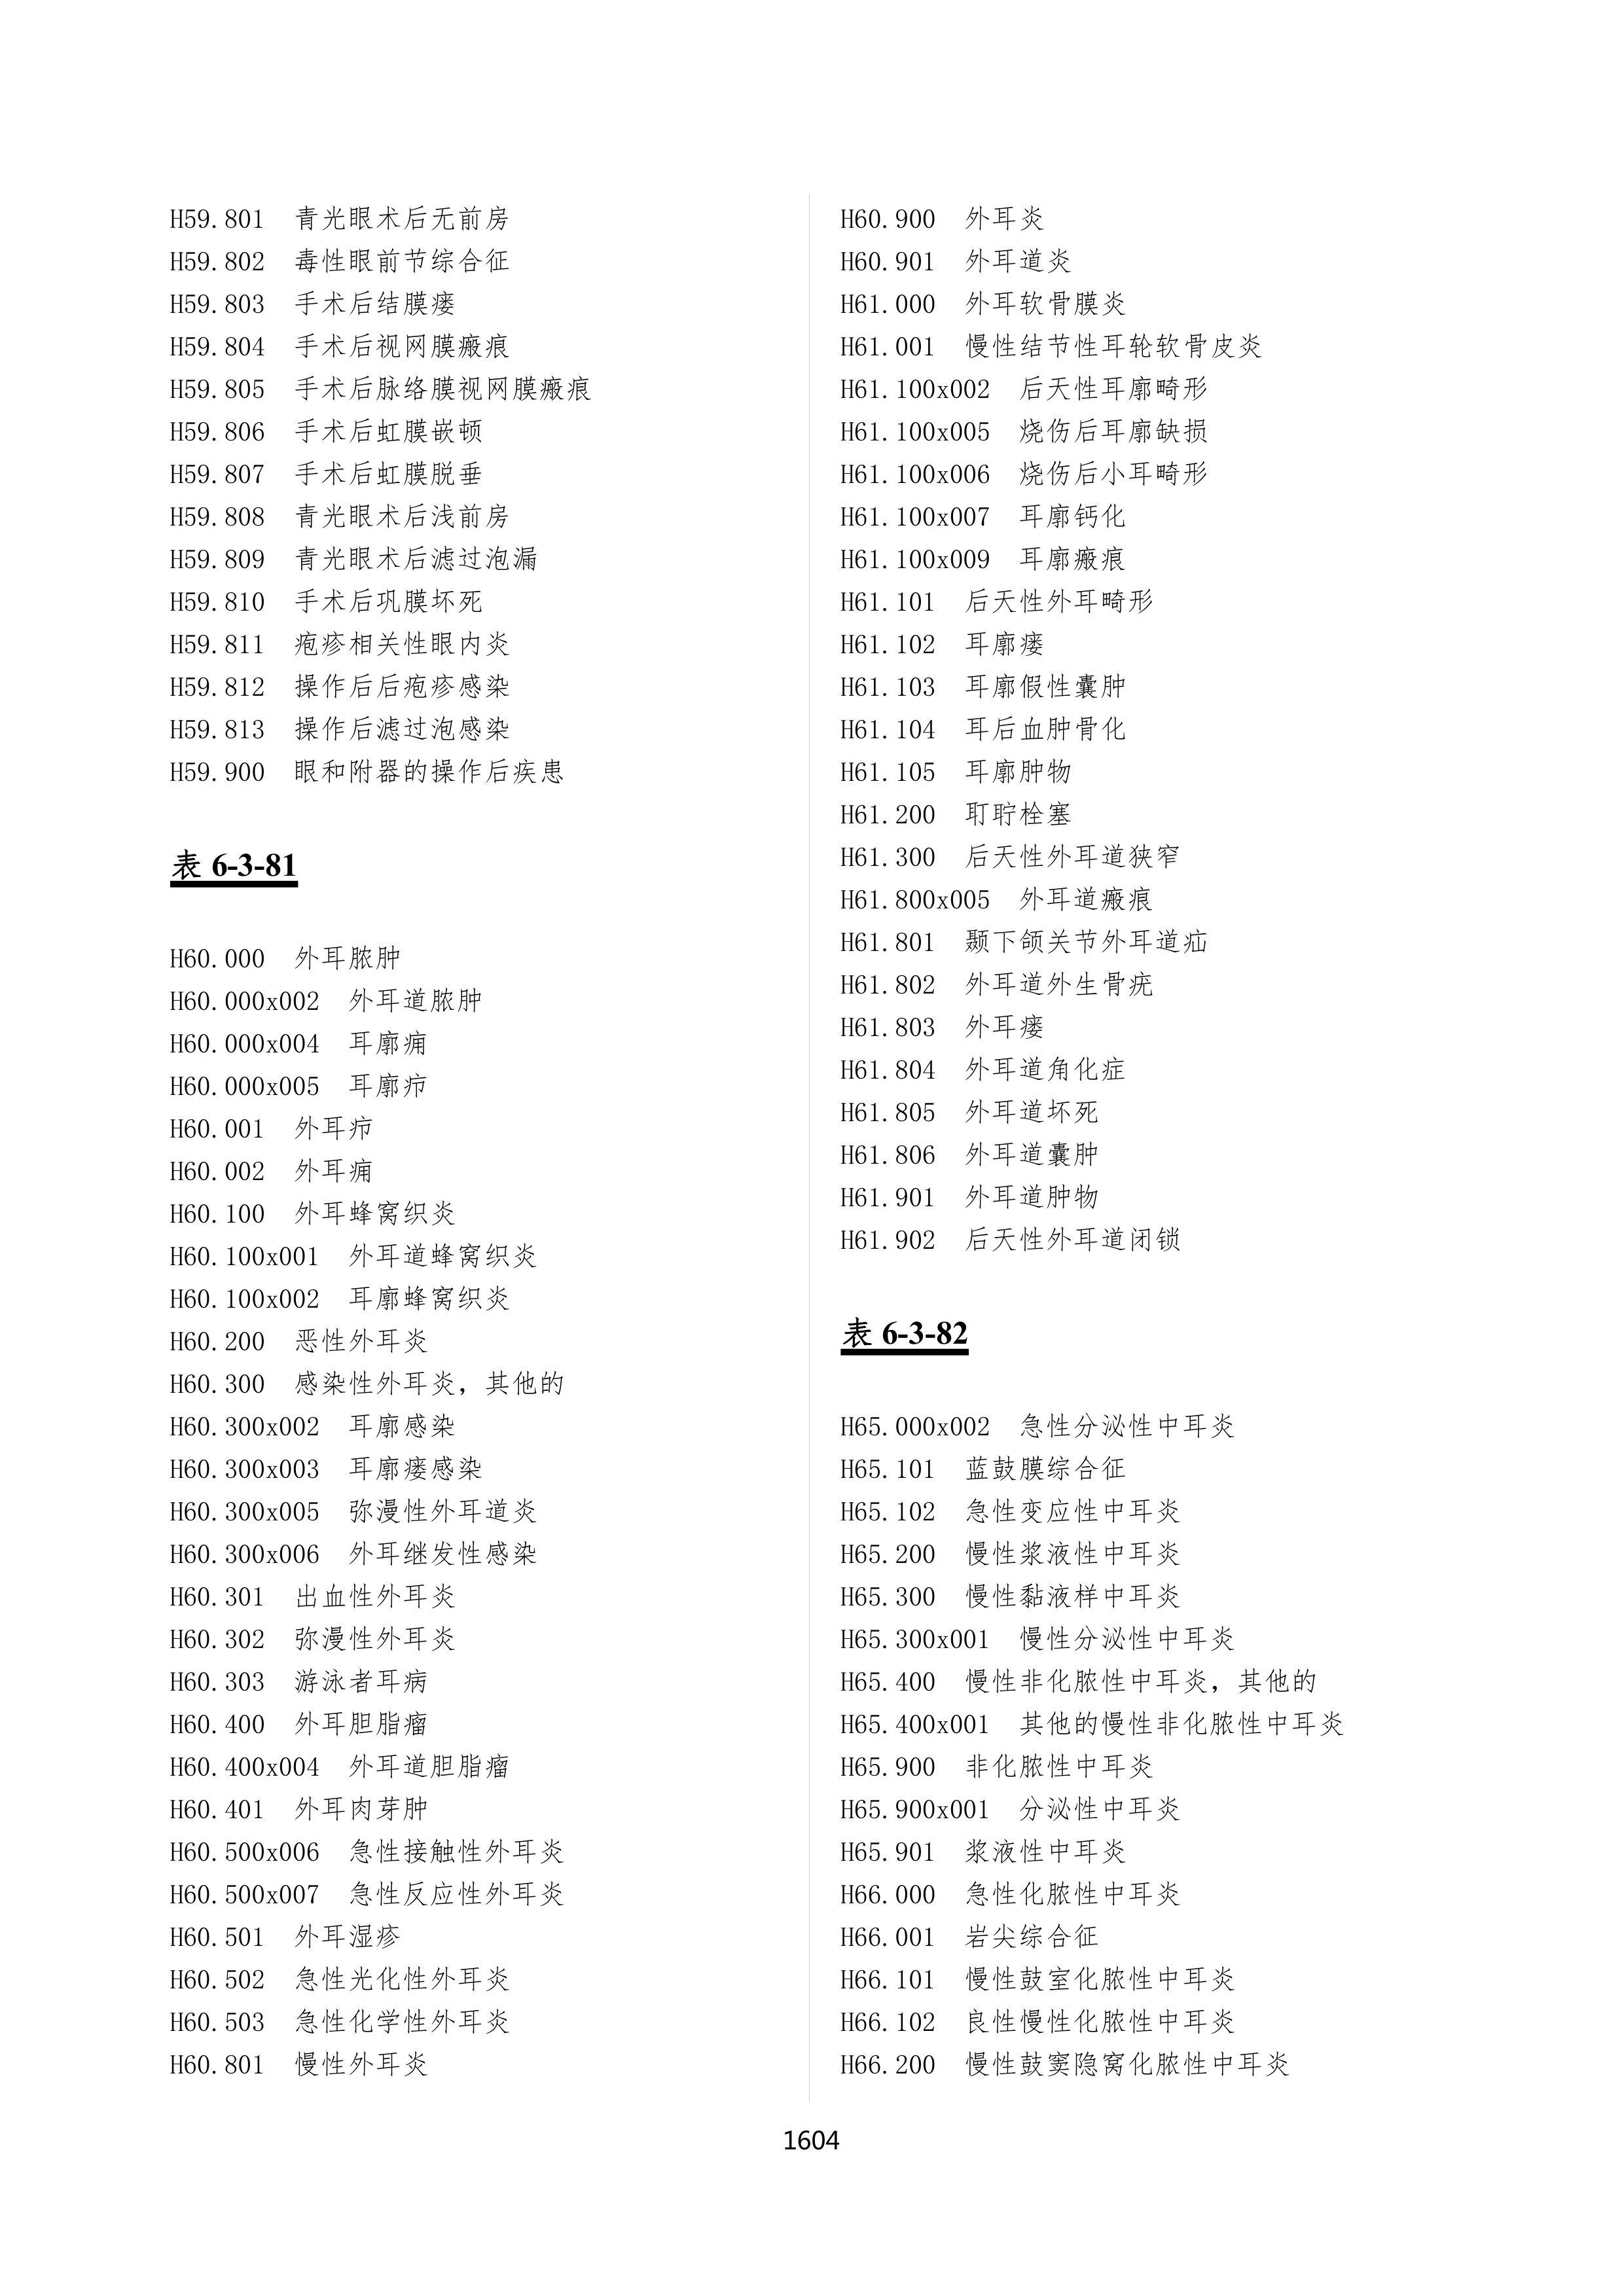 H59.801 青光眼术后无前房
H59.802 毒性眼前节综合征
H59.803 手术后结膜瘘
H59.804 手术后视网膜瘢痕
H59.805 手术后脉络膜视网膜瘢痕
H59.806 手术后虹膜嵌顿
H59.807 手术后虹膜脱垂
H59.808 青光眼术后浅前房
H59.809 青光眼术后滤过泡漏
H59.810 手术后巩膜坏死
H59.811 疱疹相关性眼内炎
H59.812 操作后后疱疹感染
H59.813 操作后滤过泡感染
H59.900 眼和附器的操作后疾患
表 6-3-81
H60.000 外耳脓肿
H60.000x002 外耳道脓肿
H60.000x004 耳廓痈
H60.000x005 耳廓疖
H60.001 外耳疖
H60.002 外耳痈
H60.100 外耳蜂窝织炎
H60.100x001 外耳道蜂窝织炎
H60.100x002 耳廓蜂窝织炎
H60.200 恶性外耳炎
H60.300 感染性外耳炎，其他的
H60.300x002 耳廓感染
H60.300x003 耳廓瘘感染
H60.300x005 弥漫性外耳道炎
H60.300x006 外耳继发性感染
H60.301 出血性外耳炎
H60.302 弥漫性外耳炎
H60.303 游泳者耳病
H60.400 外耳胆脂瘤
H60.400x004 外耳道胆脂瘤
H60.401 外耳肉芽肿
H60.500x006 急性接触性外耳炎
H60.500x007 急性反应性外耳炎
H60.501 外耳湿疹
H60.502 急性光化性外耳炎
H60.503 急性化学性外耳炎
H60.801 慢性外耳炎
H60.900 外耳炎
H60.901 外耳道炎
H61.000 外耳软骨膜炎
H61.001 慢性结节性耳轮软骨皮炎
H61.100x002 后天性耳廓畸形
H61.100x005 烧伤后耳廓缺损
H61.100x006 烧伤后小耳畸形
H61.100x007 耳廓钙化
H61.100x009 耳廓瘢痕
H61.101 后天性外耳畸形
H61.102 耳廓瘘
H61.103 耳廓假性囊肿
H61.104 耳后血肿骨化
H61.105 耳廓肿物
H61.200 耵聍栓塞
H61.300 后天性外耳道狭窄
H61.800x005 外耳道瘢痕
H61.801 颞下颌关节外耳道疝
H61.802 外耳道外生骨疣
H61.803 外耳瘘
H61.804 外耳道角化症
H61.805 外耳道坏死
H61.806 外耳道囊肿
H61.901 外耳道肿物
H61.902 后天性外耳道闭锁
表 6-3-82
H65.000x002 急性分泌性中耳炎
H65.101 蓝鼓膜综合征
H65.102 急性变应性中耳炎
H65.200 慢性浆液性中耳炎
H65.300 慢性黏液样中耳炎
H65.300x001 慢性分泌性中耳炎
H65.400 慢性非化脓性中耳炎，其他的
H65.400x001 其他的慢性非化脓性中耳炎
H65.900 非化脓性中耳炎
H65.900x001 分泌性中耳炎
H65.901 浆液性中耳炎
H66.000 急性化脓性中耳炎
H66.001 岩尖综合征
H66.101 慢性鼓室化脓性中耳炎
H66.102 良性慢性化脓性中耳炎
H66.200 慢性鼓窦隐窝化脓性中耳炎
1604